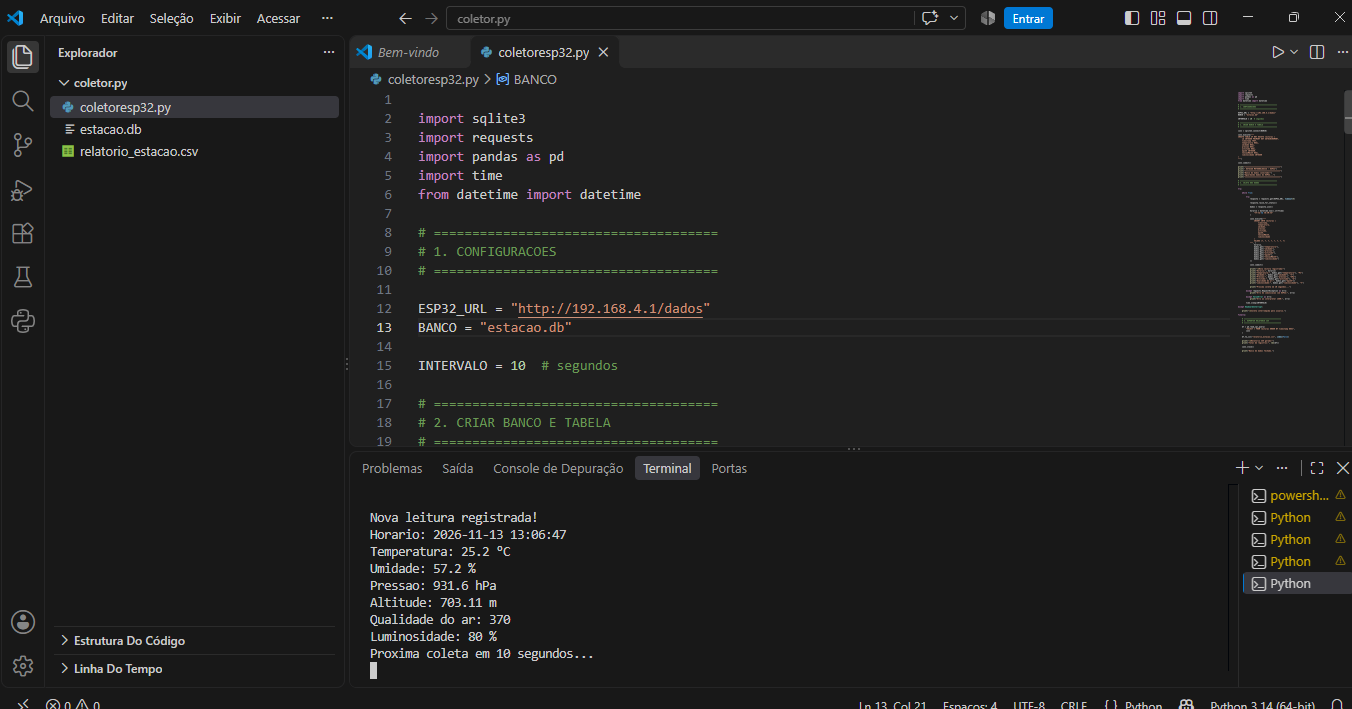 Arquivo Editar Seleção Exibir Acessar ··· coletor.py Entrar
Explorador ···
coletor.py
coletoresp32.py
estacao.db
relatorio_estacao.csv
Estrutura Do Código
Linha Do Tempo
Bem-vindo coletoresp32.py
coletoresp32.py > BANCO
1
2 import sqlite3
3 import requests
4 import pandas as pd
5 import time
6 from datetime import datetime
7
8 # =====================================
9 # 1. CONFIGURACOES
10 # =====================================
11
12 ESP32_URL = "http://192.168.4.1/dados"
13 BANCO = "estacao.db"
14
15 INTERVALO = 10  # segundos
16
17 # =====================================
18 # 2. CRIAR BANCO E TABELA
19 # =====================================
Problemas Saída Console de Depuração Terminal Portas
Nova leitura registrada!
Horario: 2026-11-13 13:06:47
Temperatura: 25.2 ºC
Umidade: 57.2 %
Pressao: 931.6 hPa
Altitude: 703.11 m
Qualidade do ar: 370
Luminosidade: 80 %
Proxima coleta em 10 segundos...
powersh...
Python
Python
Python
Python
0 0 Ln 13, Col 21 Espaços: 4 UTF-8 CRLF { } Python Python 3.14 (64-bit)